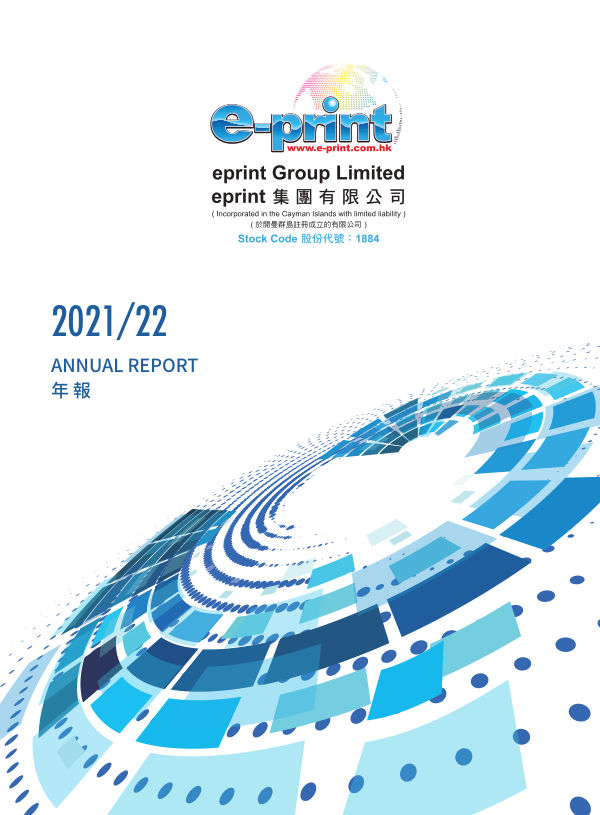 e-print
www.e-print.com.hk
eprint Group Limited
eprint 集團有限公司
( Incorporated in the Cayman Islands with limited liability )
( 於開曼群島註冊成立的有限公司 )
Stock Code 股份代號：1884
2021/22
ANNUAL REPORT
年報